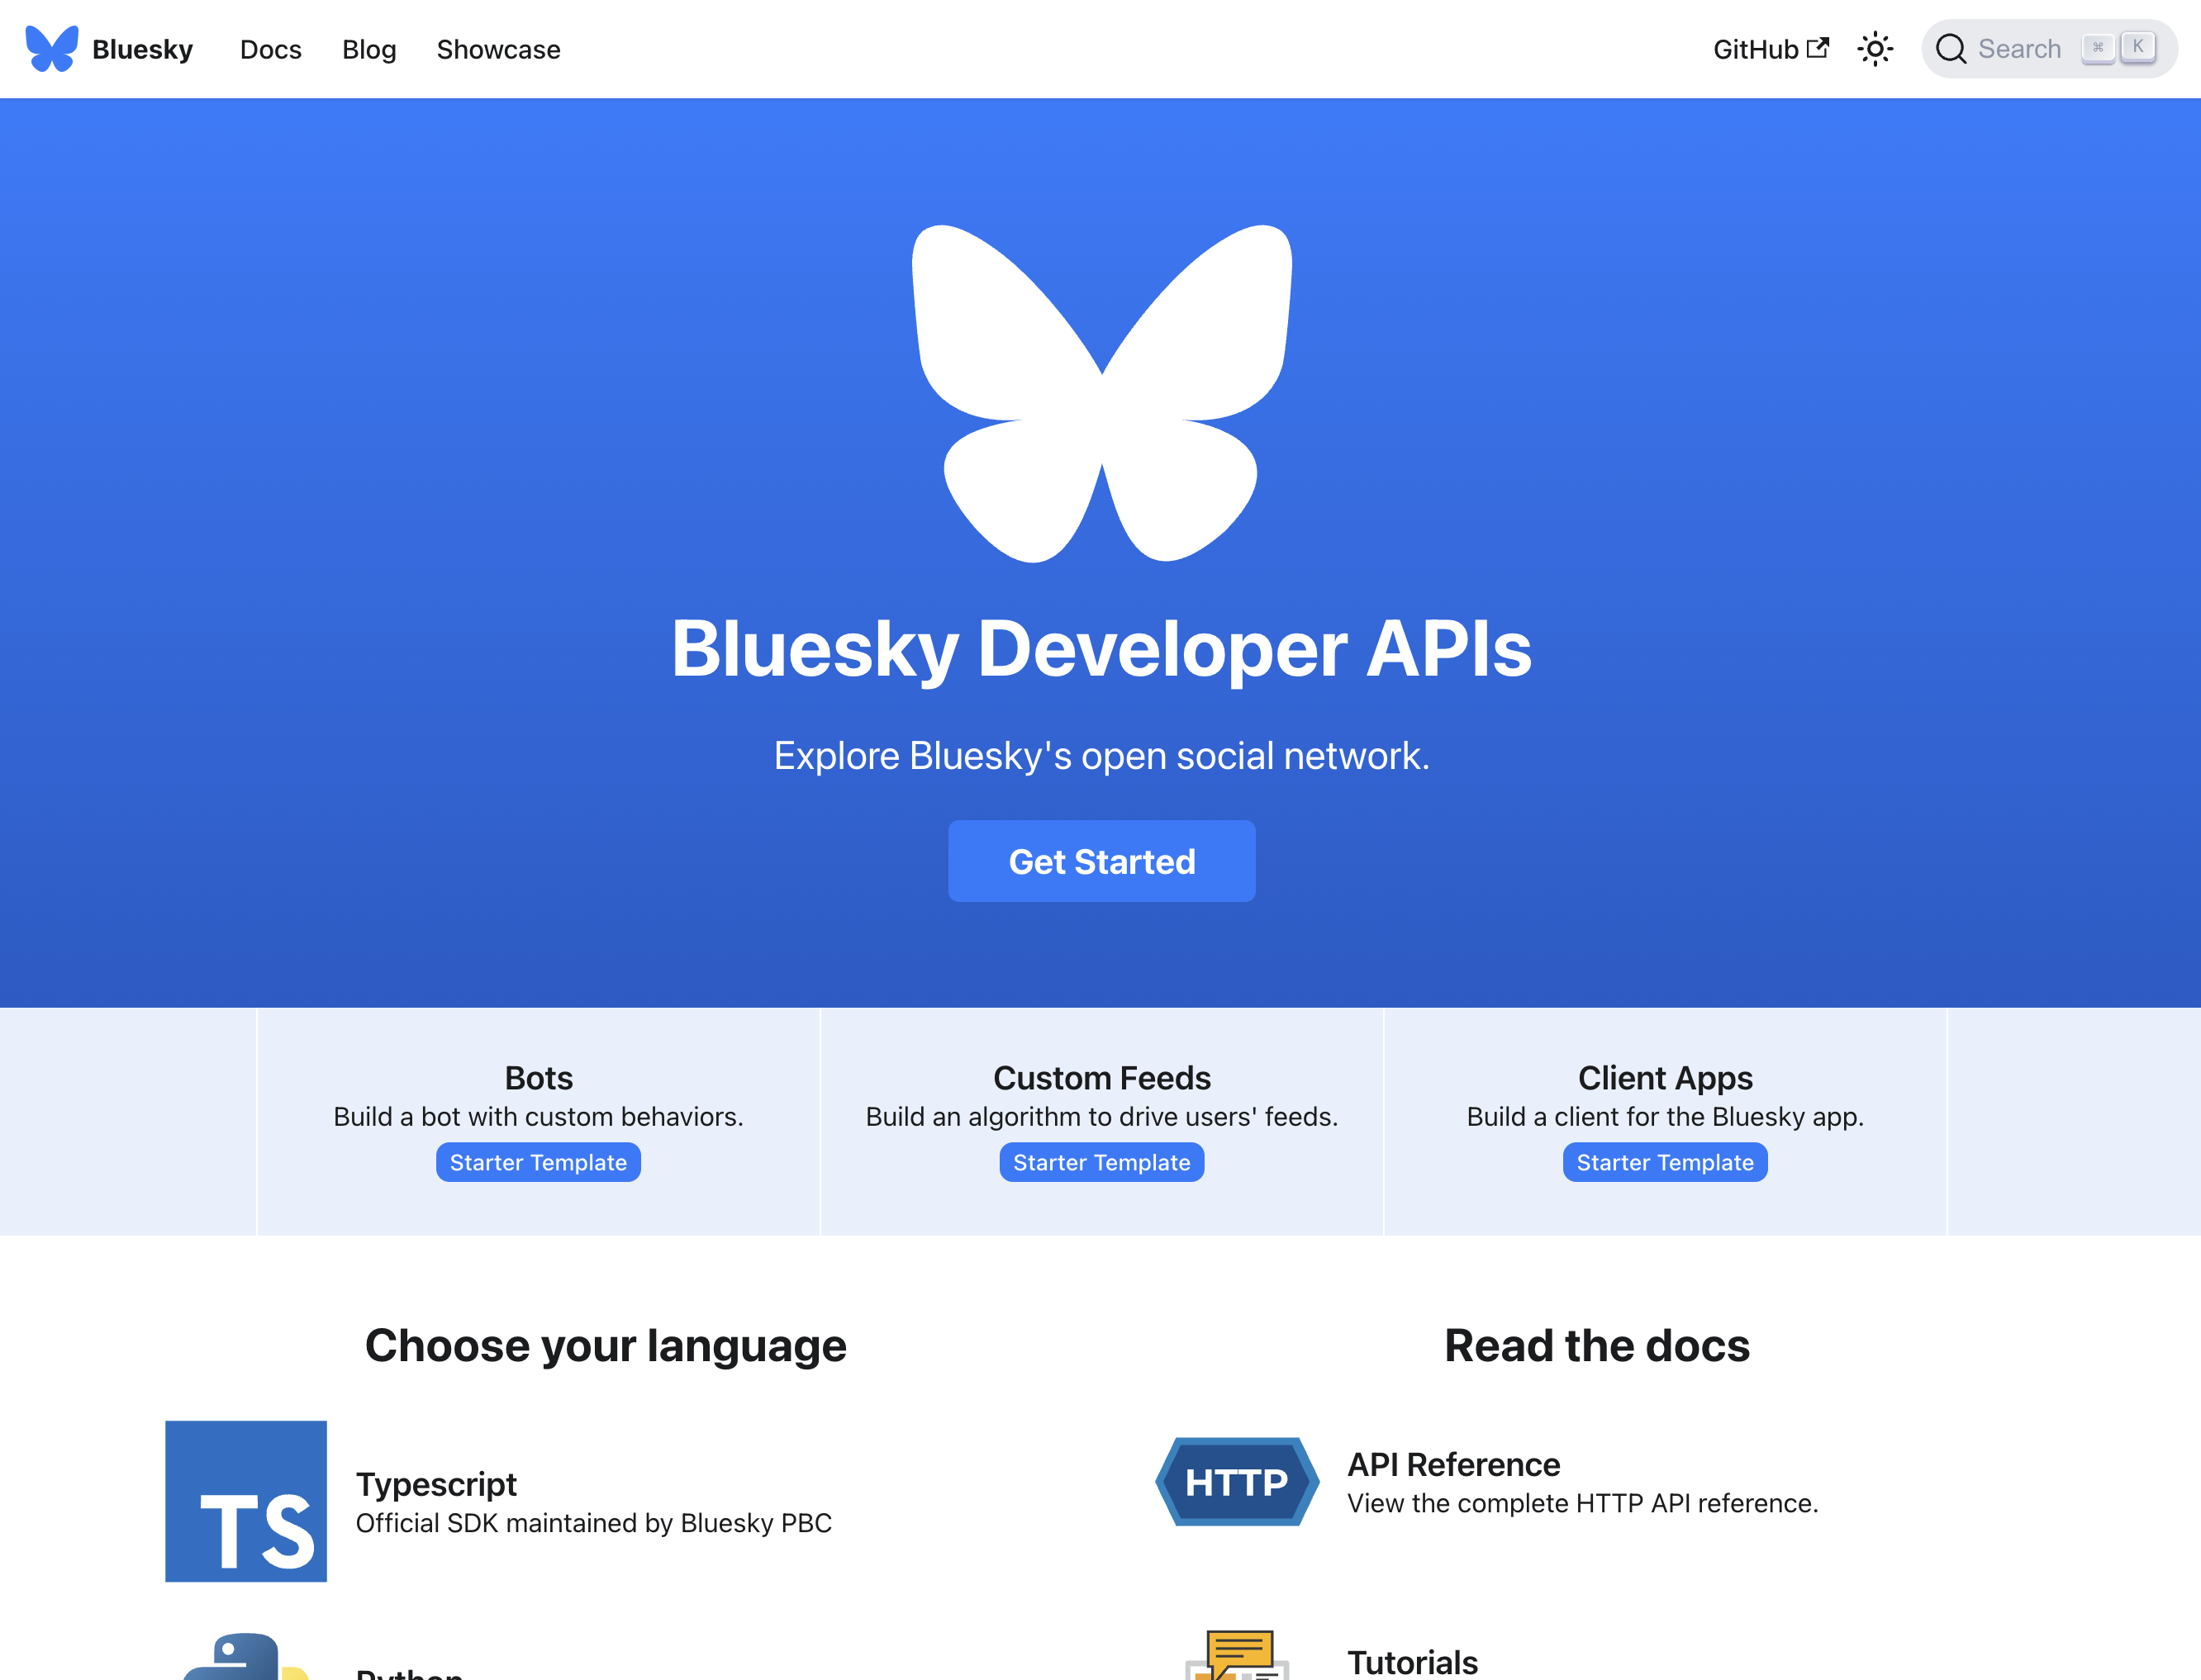 Bluesky Docs Blog Showcase GitHub Search ⌘ K
Bluesky Developer APIs
Explore Bluesky's open social network.
Get Started
Bots
Build a bot with custom behaviors.
Starter Template
Custom Feeds
Build an algorithm to drive users' feeds.
Starter Template
Client Apps
Build a client for the Bluesky app.
Starter Template
Choose your language
TS
Typescript
Official SDK maintained by Bluesky PBC
Python
Read the docs
HTTP
API Reference
View the complete HTTP API reference.
Tutorials